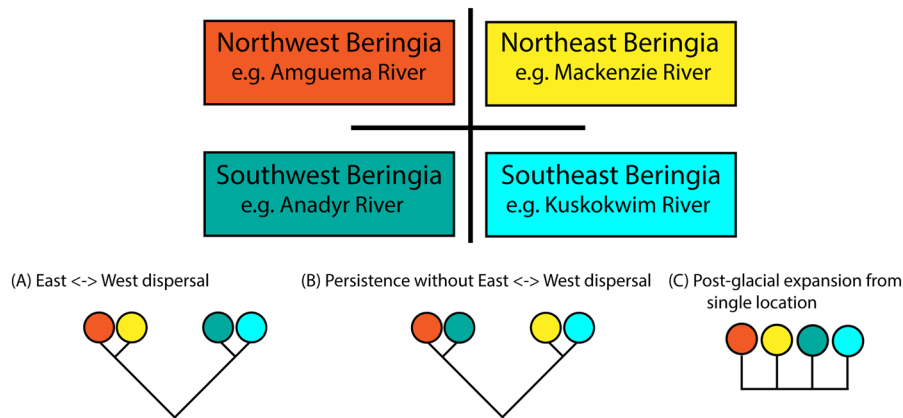 Northwest Beringia
e.g. Amguema River
Northeast Beringia
e.g. Mackenzie River
Southwest Beringia
e.g. Anadyr River
Southeast Beringia
e.g. Kuskokwim River
(A) East <-> West dispersal
(B) Persistence without East <-> West dispersal
(C) Post-glacial expansion from
single location